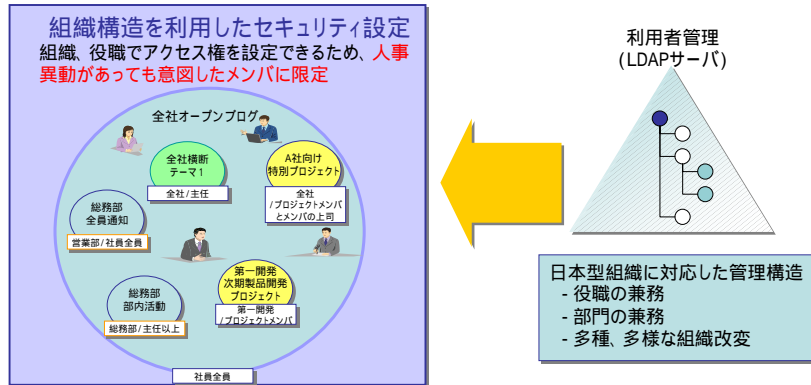 組織構造を利用したセキュリティ設定
組織、役職でアクセス権を設定できるため、人事
異動があっても意図したメンバに限定
全社オープンブログ
全社横断
テーマ1
全社/主任
A社向け
特別プロジェクト
全社
/プロジェクトメンバ
とメンバの上司
総務部
全員通知
営業部/社員全員
第一開発
次期製品開発
プロジェクト
第一開発
/プロジェクトメンバ
総務部
部内活動
総務部/主任以上
社員全員
利用者管理
(LDAPサーバ)
日本型組織に対応した管理構造
- 役職の兼務
- 部門の兼務
- 多種、多様な組織改変